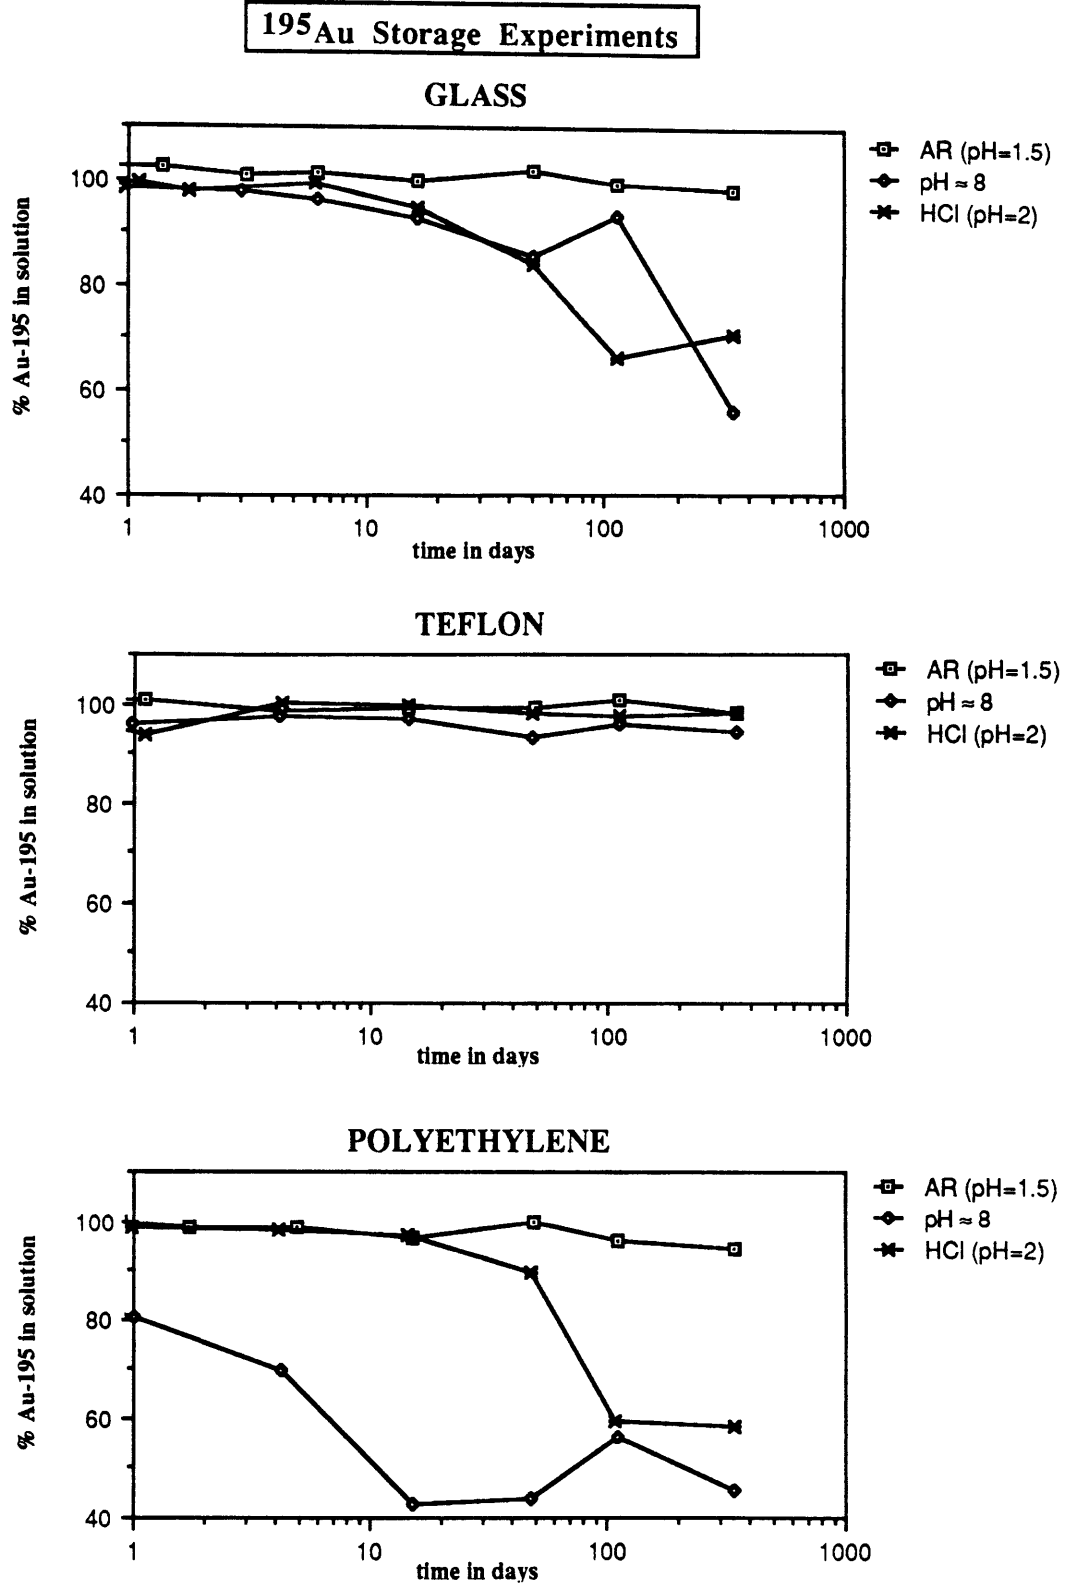 195Au Storage Experiments
GLASS
AR (pH=1.5)
pH ≈ 8
HCl (pH=2)
100
80
60
40
% Au-195 in solution
1 10 100 1000
time in days
TEFLON
AR (pH=1.5)
pH ≈ 8
HCl (pH=2)
100
80
60
40
% Au-195 in solution
1 10 100 1000
time in days
POLYETHYLENE
AR (pH=1.5)
pH ≈ 8
HCl (pH=2)
100
80
60
40
% Au-195 in solution
1 10 100 1000
time in days